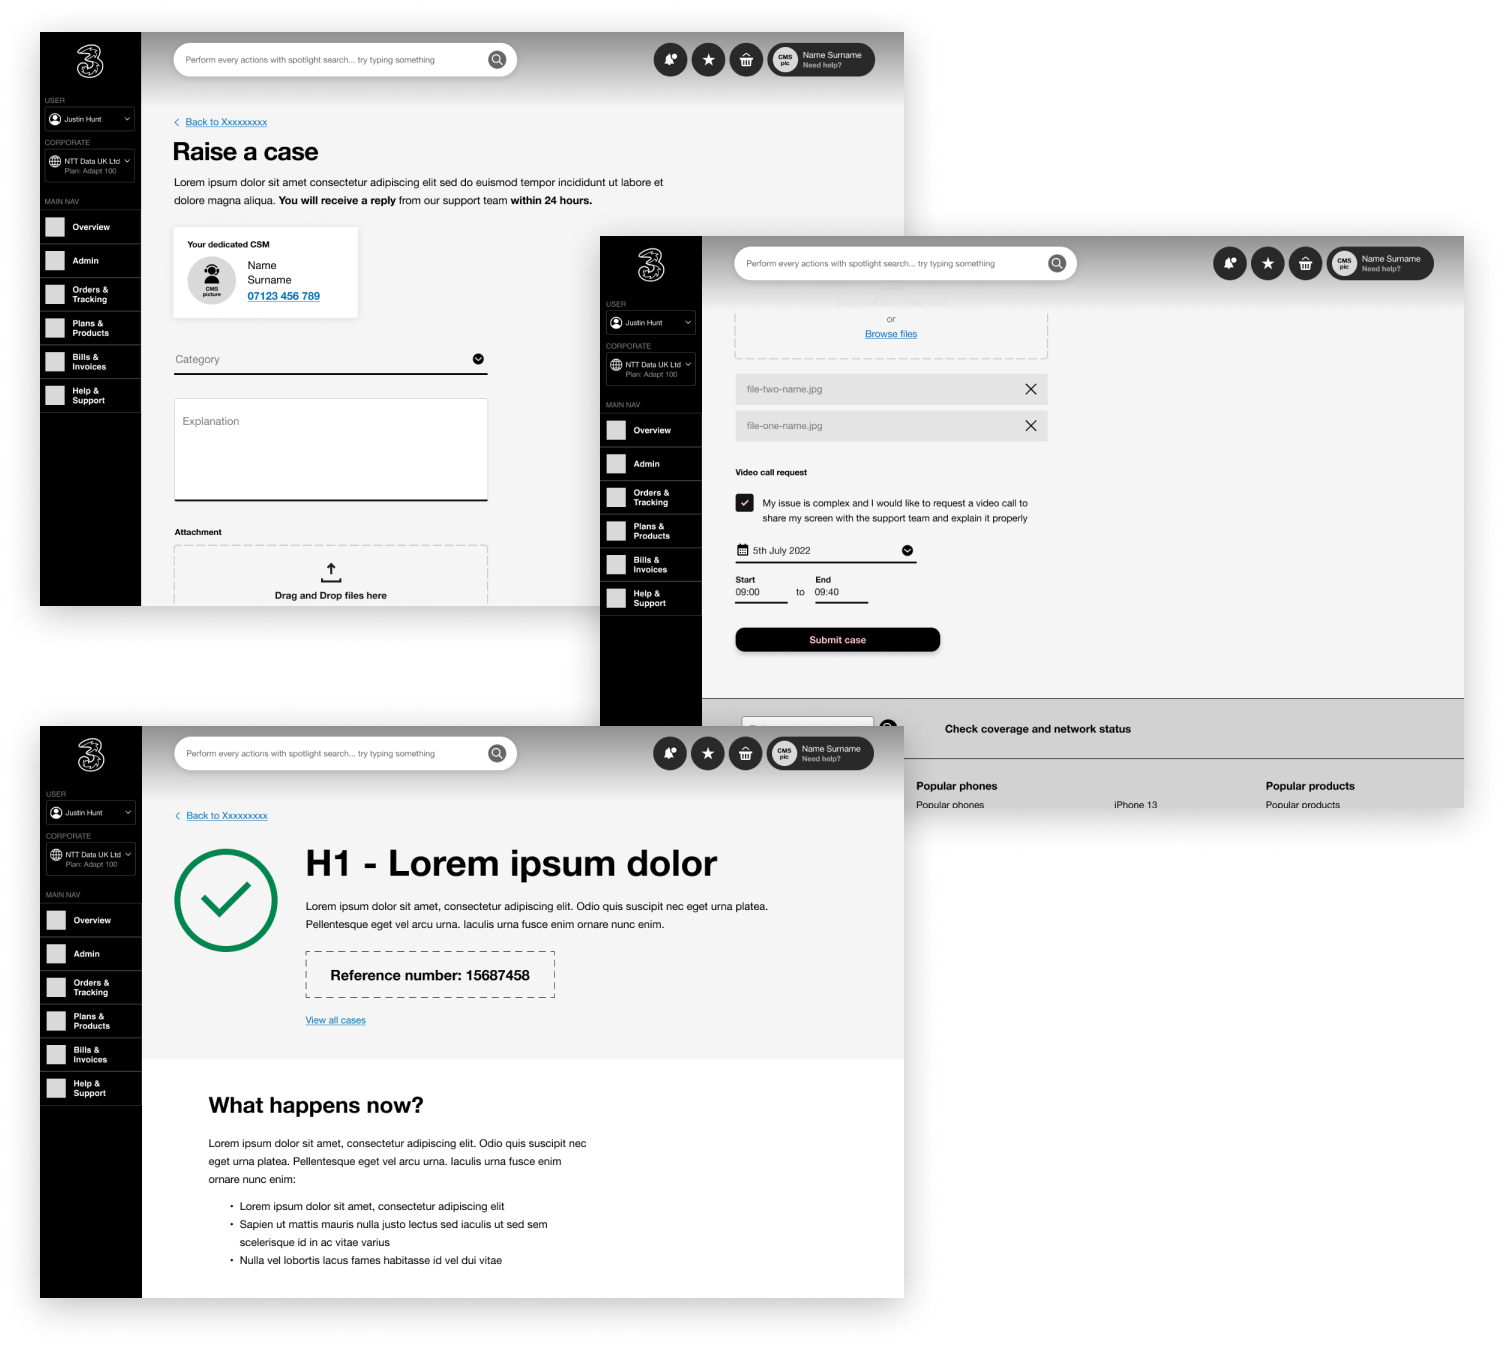 3
Perform every actions with spotlight search... try typing something
CMS
pic
Name Surname
Need help?
USER
Justin Hunt
CORPORATE
NTT Data UK Ltd
Plan: Adapt 100
MAIN NAV
Overview
Admin
Orders &
Tracking
Plans &
Products
Bills &
Invoices
Help &
Support
Back to Xxxxxxxxx
Raise a case
Lorem ipsum dolor sit amet consectetur adipiscing elit sed do euismod tempor incididunt ut labore et
dolore magna aliqua. You will receive a reply from our support team within 24 hours.
Your dedicated CSM
CMS
picture
Name
Surname
07123 456 789
Category
Explanation
Attachment
Drag and Drop files here
3
Perform every actions with spotlight search... try typing something
CMS
pic
Name Surname
Need help?
USER
Justin Hunt
CORPORATE
NTT Data UK Ltd
Plan: Adapt 100
MAIN NAV
Overview
Admin
Orders &
Tracking
Plans &
Products
Bills &
Invoices
Help &
Support
Drag and Drop files here
or
Browse files
file-two-name.jpg
file-one-name.jpg
Video call request
My issue is complex and I would like to request a video call to
share my screen with the support team and explain it properly
5th July 2022
Start
End
09:00 to 09:40
Submit case
Check coverage and network status
Popular phones
Popular products
Popular phones
iPhone 13
Popular products
3
Perform every actions with spotlight search... try typing something
CMS
pic
Name Surname
Need help?
USER
Justin Hunt
CORPORATE
NTT Data UK Ltd
Plan: Adapt 100
MAIN NAV
Overview
Admin
Orders &
Tracking
Plans &
Products
Bills &
Invoices
Help &
Support
Back to Xxxxxxxxx
H1 - Lorem ipsum dolor
Lorem ipsum dolor sit amet, consectetur adipiscing elit. Odio quis suscipit nec eget urna platea.
Pellentesque eget vel arcu urna. Iaculis urna fusce enim ornare nunc enim.
Reference number: 15687458
View all cases
What happens now?
Lorem ipsum dolor sit amet, consectetur adipiscing elit. Odio quis suscipit nec
eget urna platea. Pellentesque eget vel arcu urna. Iaculis urna fusce enim
ornare nunc enim:
• Lorem ipsum dolor sit amet, consectetur adipiscing elit
• Sapien ut mattis mauris nulla justo lectus sed iaculis ut sed sem
scelerisque id in ac vitae varius
• Nulla vel lobortis lacus fames habitasse id vel dui vitae